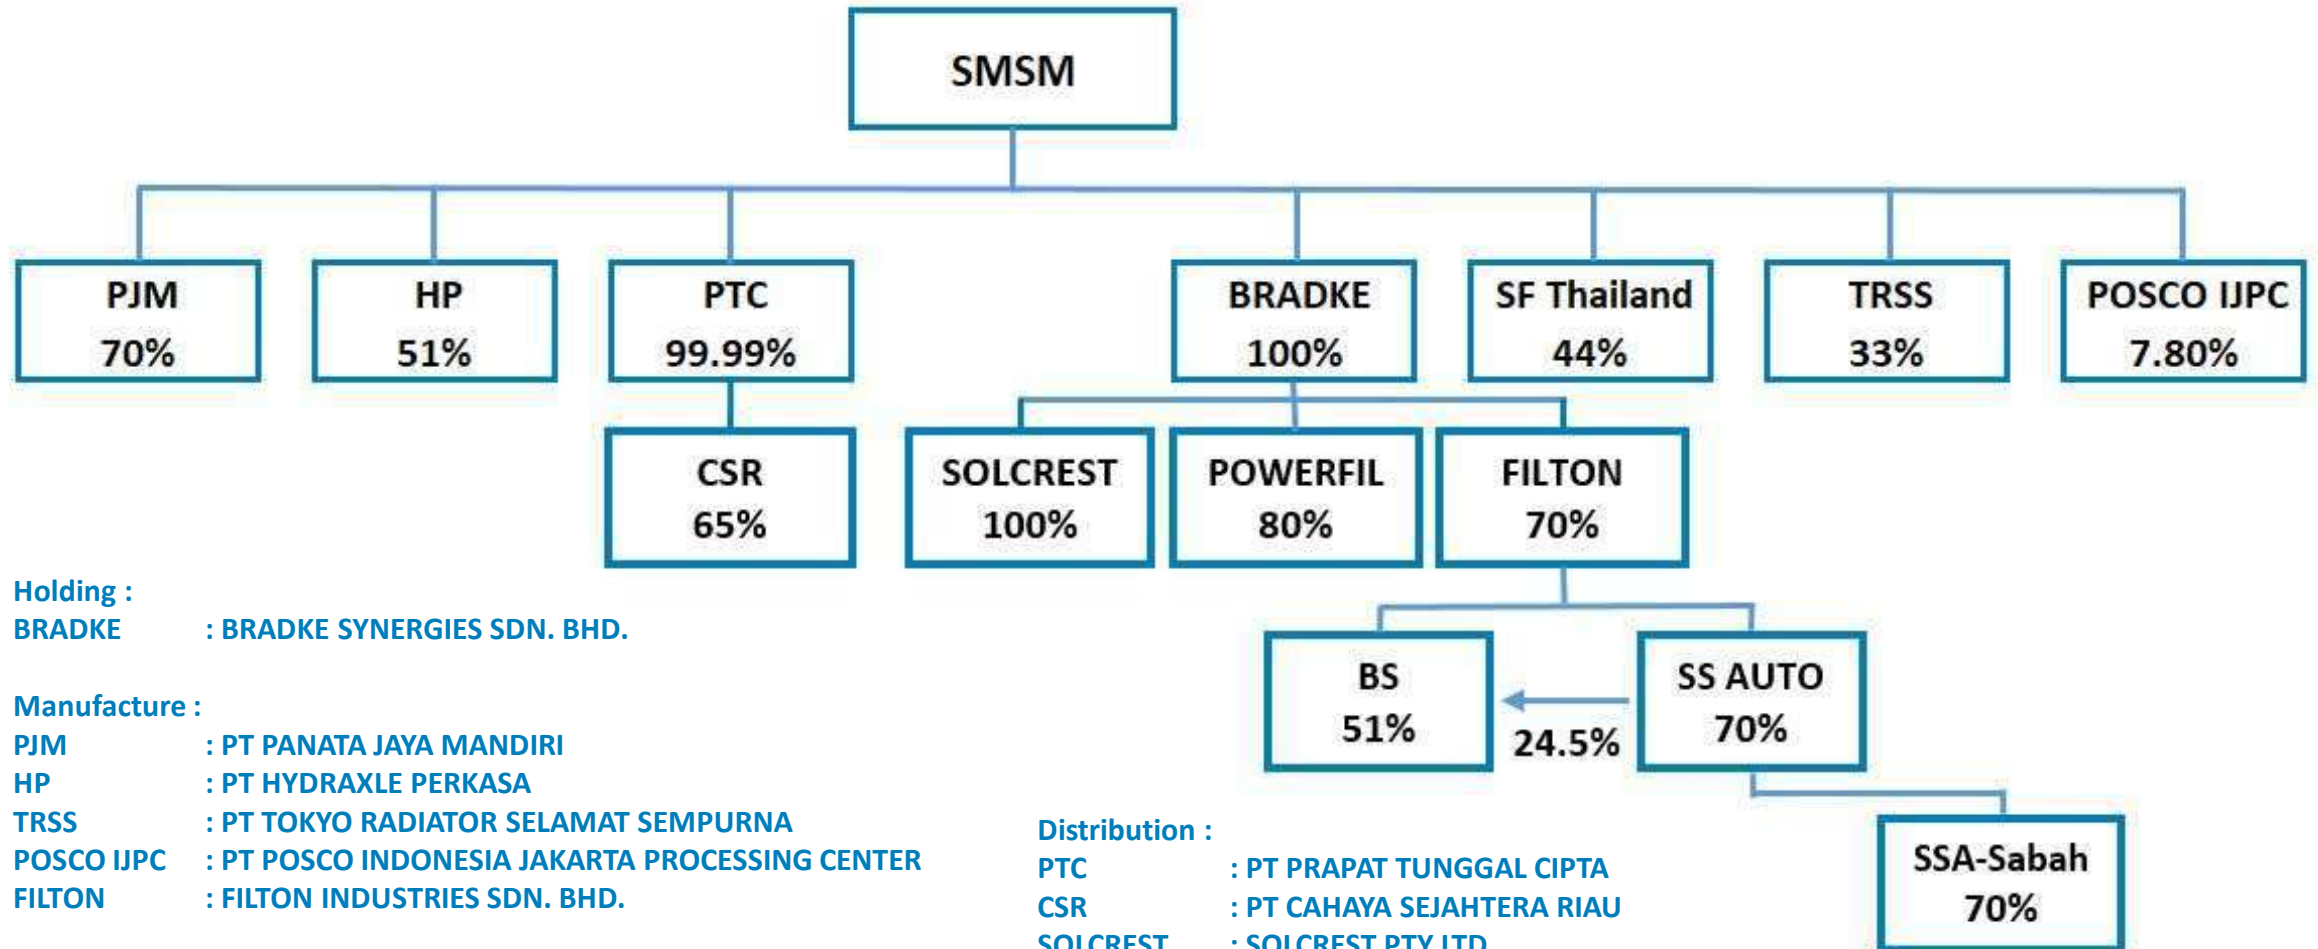 SMSM
PJM
70%
HP
51%
PTC
99.99%
BRADKE
100%
SF Thailand
44%
TRSS
33%
POSCO IJPC
7.80%
CSR
65%
SOLCREST
100%
POWERFIL
80%
FILTON
70%
BS
51%
24.5%
SS AUTO
70%
SSA-Sabah
70%
Holding :
BRADKE : BRADKE SYNERGIES SDN. BHD.
Manufacture :
PJM : PT PANATA JAYA MANDIRI
HP : PT HYDRAXLE PERKASA
TRSS : PT TOKYO RADIATOR SELAMAT SEMPURNA
POSCO IJPC : PT POSCO INDONESIA JAKARTA PROCESSING CENTER
FILTON : FILTON INDUSTRIES SDN. BHD.
Distribution :
PTC : PT PRAPAT TUNGGAL CIPTA
CSR : PT CAHAYA SEJAHTERA RIAU
SOLCREST : SOLCREST PTY LTD